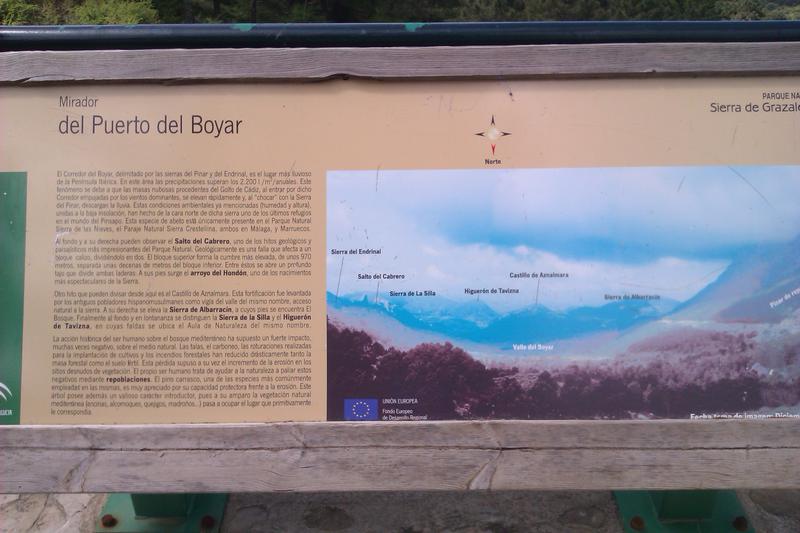 Mirador
del Puerto del Boyar
PARQUE NA
Sierra de Grazale
Norte
El Corredor del Boyar, delimitado por las sierras del Pinar y del Endrinal, es el lugar más lluvioso
de la Península Ibérica. En este área las precipitaciones superan los 2.200 l /m²/anuales. Este
fenómeno se debe a que las masas nubosas procedentes del Golfo de Cádiz, al entrar por dicho
Corredor empujadas por los vientos dominantes, se elevan rápidamente y, al "chocar" con la Sierra
del Pinar, descargan la lluvia. Estas condiciones ambientales ya mencionadas (humedad y altura),
unidas a la baja insolación, han hecho de la cara norte de dicha sierra uno de los últimos refugios
en el mundo del Pinsapo. Esta especie de abeto está únicamente presente en el Parque Natural
Sierra de las Nieves, el Paraje Natural Sierra Crestellina, ambos en Málaga, y Marruecos.
Al fondo y a su derecha pueden observar el Salto del Cabrero, uno de los hitos geológicos y
paisajísticos más impresionantes del Parque Natural. Geológicamente es una falla que afecta a un
bloque calizo, dividiéndolo en dos. El bloque superior forma la cumbre más elevada, de unos 970
metros, separada unas decenas de metros del bloque inferior. Entre éstos se abre un profundo
tajo que divide ambas laderas. A sus pies surge el arroyo del Hondón, uno de los nacimientos
más espectaculares de la Sierra.
Otro hito que pueden divisar desde aquí es el Castillo de Aznalmara. Esta fortificación fue levantada
por los antiguos pobladores hispanomusulmanes como vigía del valle del mismo nombre, acceso
natural a la sierra. A su derecha se eleva la Sierra de Albarracín, a cuyos pies se encuentra El
Bosque. Finalmente al fondo y en lontananza se distinguen la Sierra de la Silla y el Higuerón
de Tavizna, en cuyas faldas se ubica el Aula de Naturaleza del mismo nombre.
La acción histórica del ser humano sobre el bosque mediterráneo ha supuesto un fuerte impacto,
muchas veces negativo, sobre el medio natural. Las talas, el carboneo, las roturaciones realizadas
para la implantación de cultivos y los incendios forestales han reducido drásticamente tanto la
masa forestal como el suelo fértil. Esta pérdida supuso a su vez el incremento de la erosión en los
sitios desnudos de vegetación. El propio ser humano trata de ayudar a la naturaleza a paliar estos
negativos mediante repoblaciones. El pino carrasco, una de las especies más comúnmente
empleadas en las mismas, es muy apreciado por su capacidad protectora frente a la erosión. Este
árbol posee además un valioso carácter introductor, pues a su amparo la vegetación natural
mediterránea (encinas, alcornoques, quejigos, madroños...) pasa a ocupar el lugar que primitivamente
le correspondía.
Sierra del Endrinal
Salto del Cabrero
Sierra de La Silla
Higuerón de Tavizna
Castillo de Aznalmara
Sierra de Albarracín
Pinar de
Valle del Boyar
UNIÓN EUROPEA
Fondo Europeo
de Desarrollo Regional
Fecha toma de imagen: Diciem